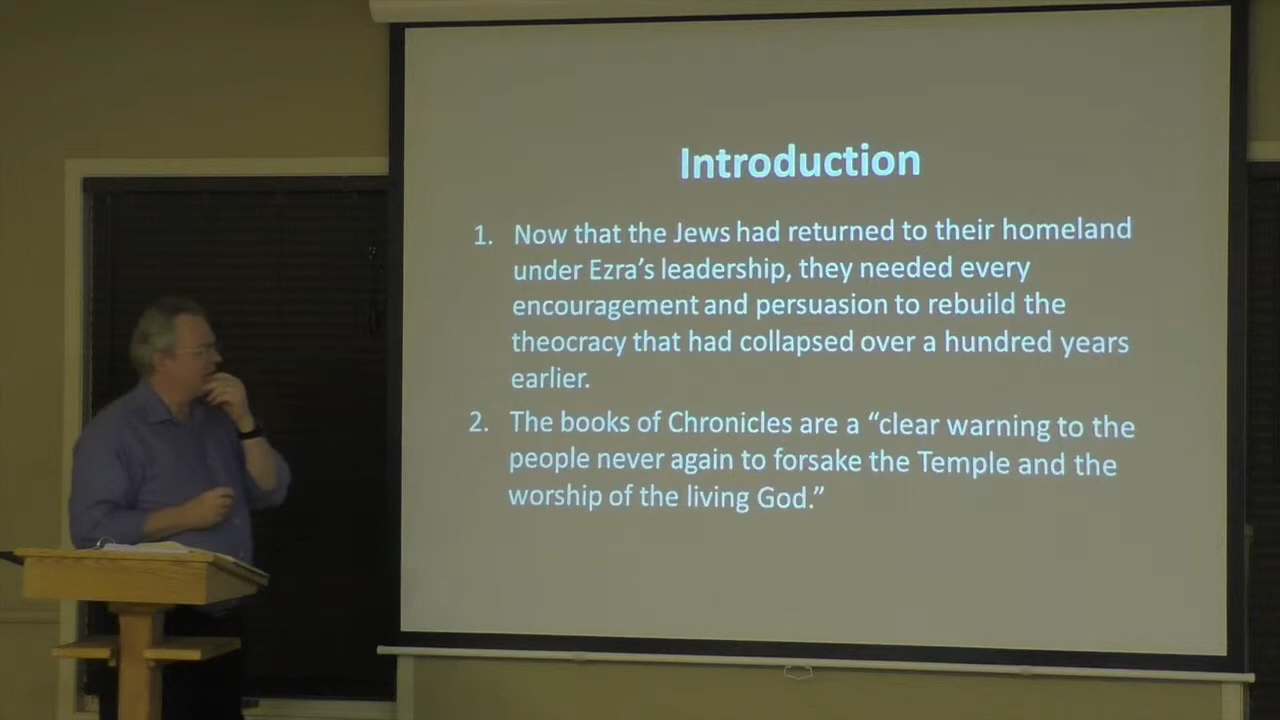 Introduction
1. Now that the Jews had returned to their homeland
under Ezra's leadership, they needed every
encouragement and persuasion to rebuild the
theocracy that had collapsed over a hundred years
earlier.
2. The books of Chronicles are a “clear warning to the
people never again to forsake the Temple and the
worship of the living God.”